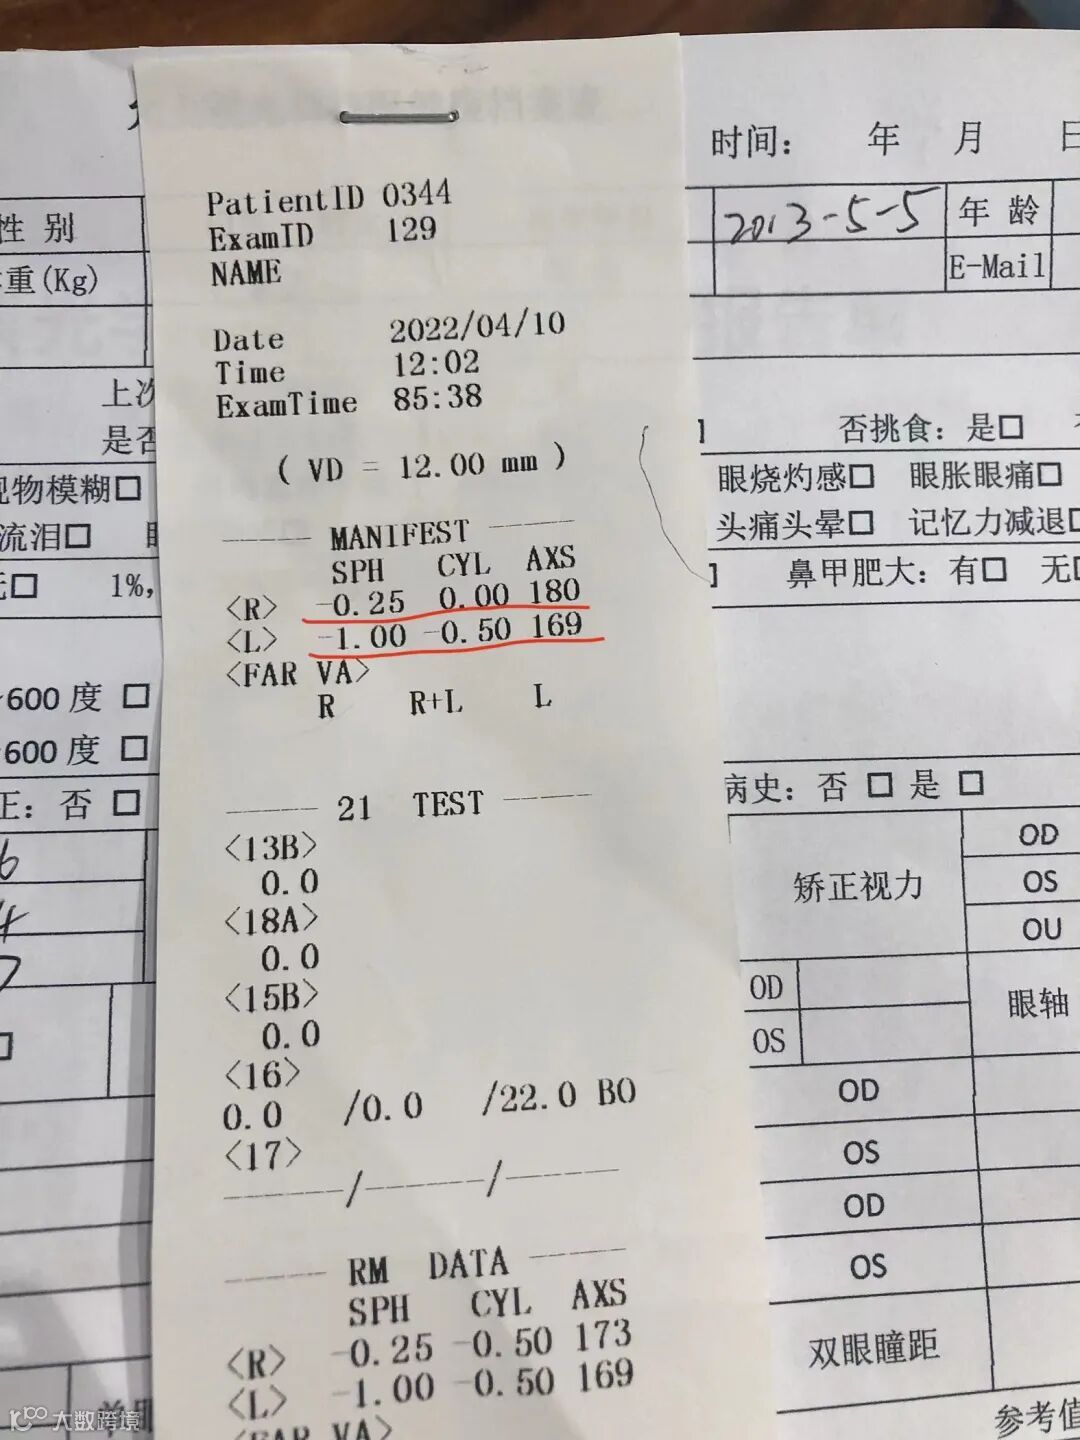 时间： 年 月 日
PatientID 0344
ExamID 129
NAME
性 别
2013-5-5
年 龄
重(Kg)
E-Mail
Date 2022/04/10
Time 12:02
ExamTime 85:38
上次
是否
否挑食：是□
( VD = 12.00 mm )
视物模糊□
眼烧灼感□ 眼胀眼痛□
流泪□
头痛头晕□ 记忆力减退□
无□ 1%，
鼻甲肥大：有□ 无□
MANIFEST
SPH CYL AXS
<R> -0.25 0.00 180
<L> -1.00 -0.50 169
<FAR VA>
R R+L L
600 度 □
600 度 □
21 TEST
正：否 □
病史：否 □ 是 □
<13B>
0.0
<18A>
0.0
<15B>
0.0
<16>
0.0 /0.0 /22.0 BO
<17>
------/------/------
矫正视力
OD
OS
OU
OD
OS
眼轴
OD
OS
OD
OS
双眼瞳距
RM DATA
SPH CYL AXS
<R> -0.25 -0.50 173
<L> -1.00 -0.50 169
<FAR VA>
参考值
大数跨境